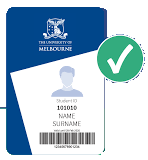 THE UNIVERSITY OF
MELBOURNE
Student ID
101010
NAME
SURNAME